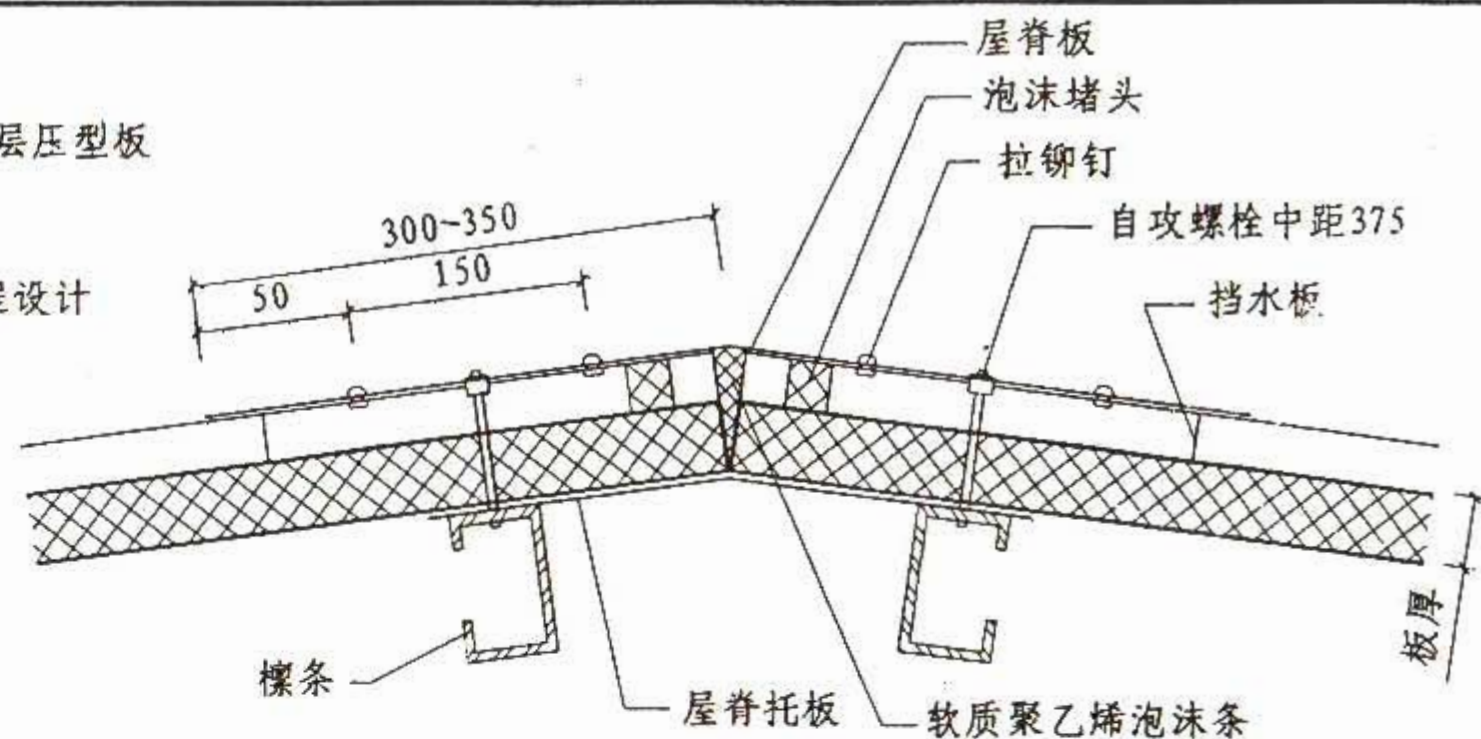 屋脊板
泡沫堵头
层压型板
拉铆钉
300~350
自攻螺栓中距375
150
50
设计
挡水板
板厚
檩条
屋脊托板
软质聚乙烯泡沫条